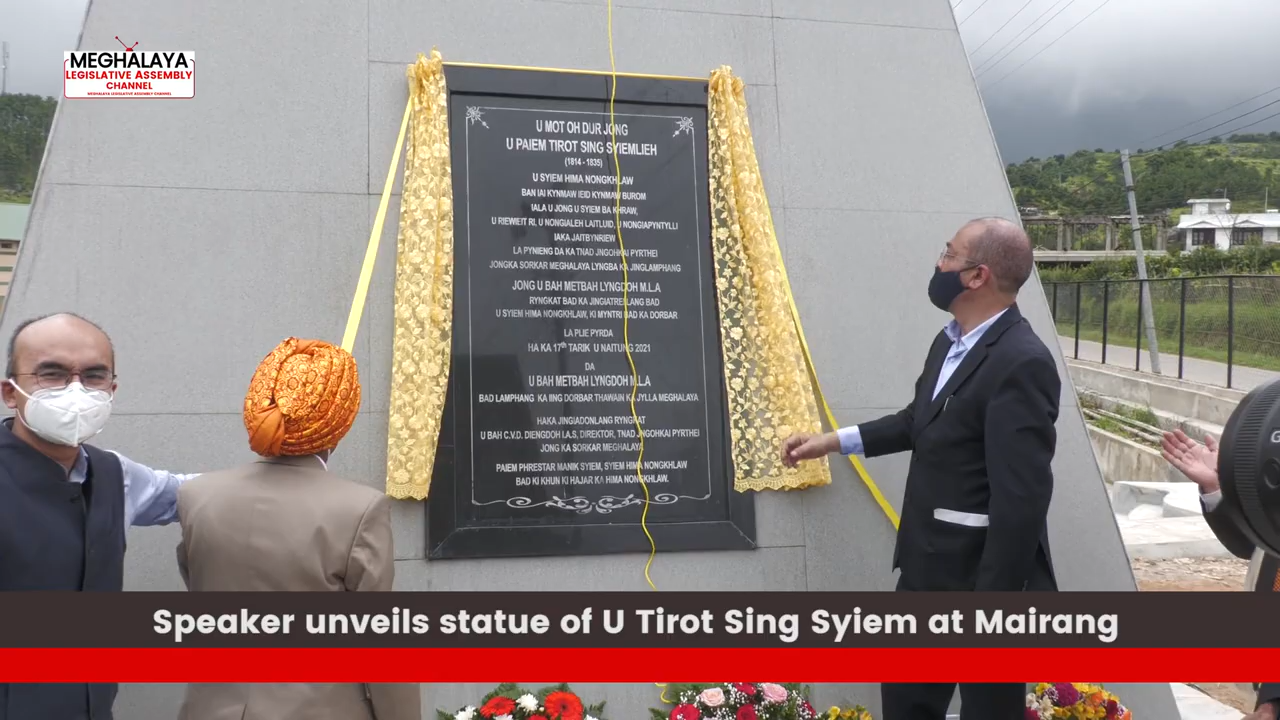 MEGHALAYA
LEGISLATIVE ASSEMBLY
CHANNEL
MEGHALAYA LEGISLATIVE ASSEMBLY CHANNEL
U MOT OH DUR JONG
U PAIEM TIROT SING SYIEMLIEH
(1814 - 1835)
U SYIEM HIMA NONGKHLAW
BAN IAI KYNMAW IEID KYNMAW BUROM
IALA U JONG U SYIEM BA KHRAW,
U RIEWIEIT RI, U NONGIALEH LAITLUID, U NONGIAPYNTYLLI
IAKA JAITBYNRIEW
LA PYNIENG DA KA TNAD JNGOHKAI PYRTHEI
JONGKA SORKAR MEGHALAYA LYNGBA KA JINGLAMPHANG
JONG U BAH METBAH LYNGDOH M.L.A
RYNGKAT BAD KA JINGIATREILANG BAD
U SYIEM HIMA NONGKHLAW, KI MYNTRI BAD KA DORBAR
LA PLIE PYRDA
HA KA 17th TARIK U NAITUNG 2021
DA
U BAH METBAH LYNGDOH M.L.A
BAD LAMPHANG KA IING DORBAR THAWAIN KA JYLLA MEGHALAYA
HAKA JINGIADONLANG RYNGKAT
U BAH C.V.D. DIENGDOH I.A.S, DIREKTOR, TNAD JNGOHKAI PYRTHEI
JONG KA SORKAR MEGHALAYA
PAIEM PHRESTAR MANIK SYIEM, SYIEM HIMA NONGKHLAW
BAD KI KHUN KI HAJAR KA HIMA NONGKHLAW.
Speaker unveils statue of U Tirot Sing Syiem at Mairang